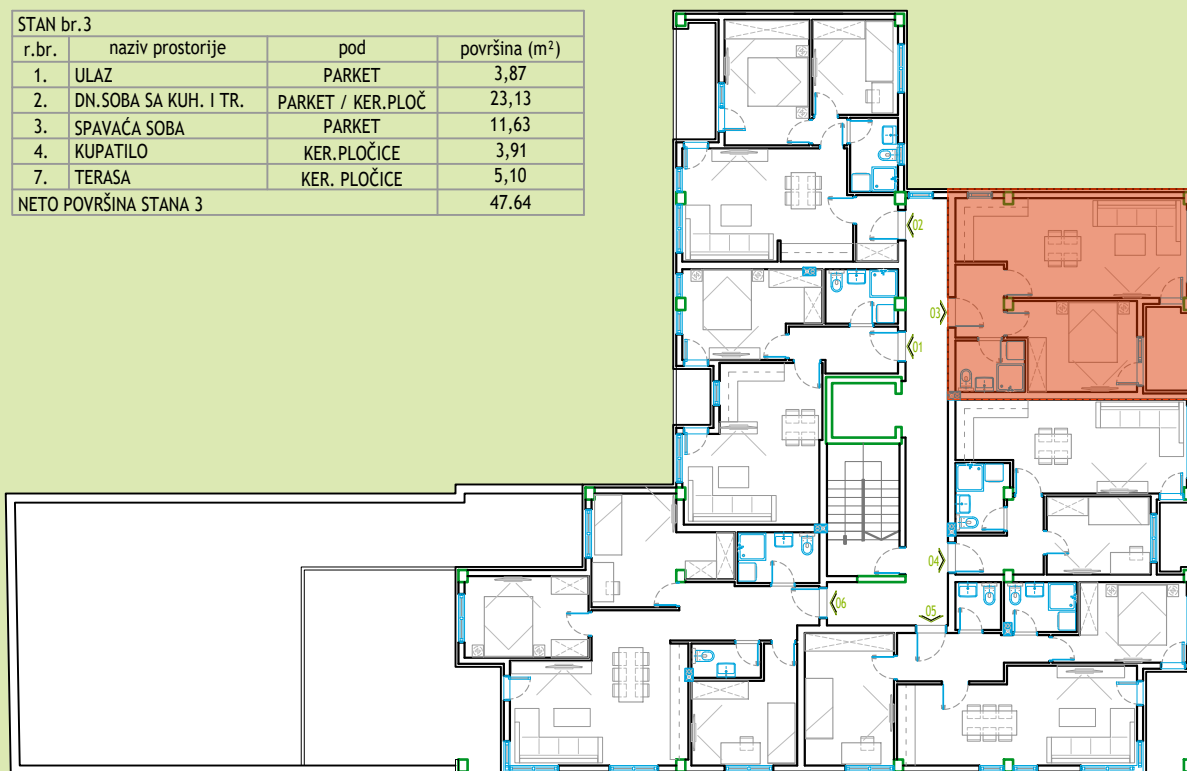 STAN br.3
r.br. naziv prostorije pod površina (m²)
1. ULAZ PARKET 3,87
2. DN.SOBA SA KUH. I TR. PARKET / KER.PLOČ 23,13
3. SPAVAĆA SOBA PARKET 11,63
4. KUPATILO KER.PLOČICE 3,91
7. TERASA KER. PLOČICE 5,10
NETO POVRŠINA STANA 3 47.64
02
03
01
04
06
05